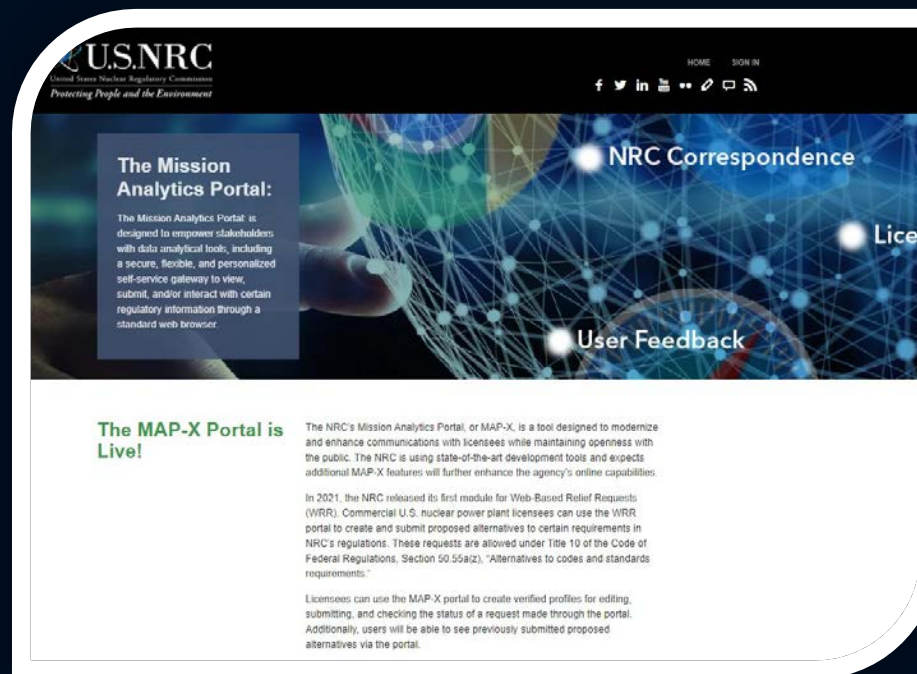 U.S.NRC
United States Nuclear Regulatory Commission
Protecting People and the Environment
HOME SIGN IN
The Mission
Analytics Portal:
The Mission Analytics Portal: is
designed to empower stakeholders
with data analytical tools, including
a secure, flexible, and personalized
self-service gateway to view,
submit, and/or interact with certain
regulatory information through a
standard web browser.
NRC Correspondence
Lice
User Feedback
The MAP-X Portal is
Live!
The NRC's Mission Analytics Portal, or MAP-X, is a tool designed to modernize
and enhance communications with licensees while maintaining openness with
the public. The NRC is using state-of-the-art development tools and expects
additional MAP-X features will further enhance the agency's online capabilities.
In 2021, the NRC released its first module for Web-Based Relief Requests
(WRR). Commercial U.S. nuclear power plant licensees can use the WRR
portal to create and submit proposed alternatives to certain requirements in
NRC's regulations. These requests are allowed under Title 10 of the Code of
Federal Regulations, Section 50.55a(z), "Alternatives to codes and standards
requirements."
Licensees can use the MAP-X portal to create verified profiles for editing,
submitting, and checking the status of a request made through the portal.
Additionally, users will be able to see previously submitted proposed
alternatives via the portal.